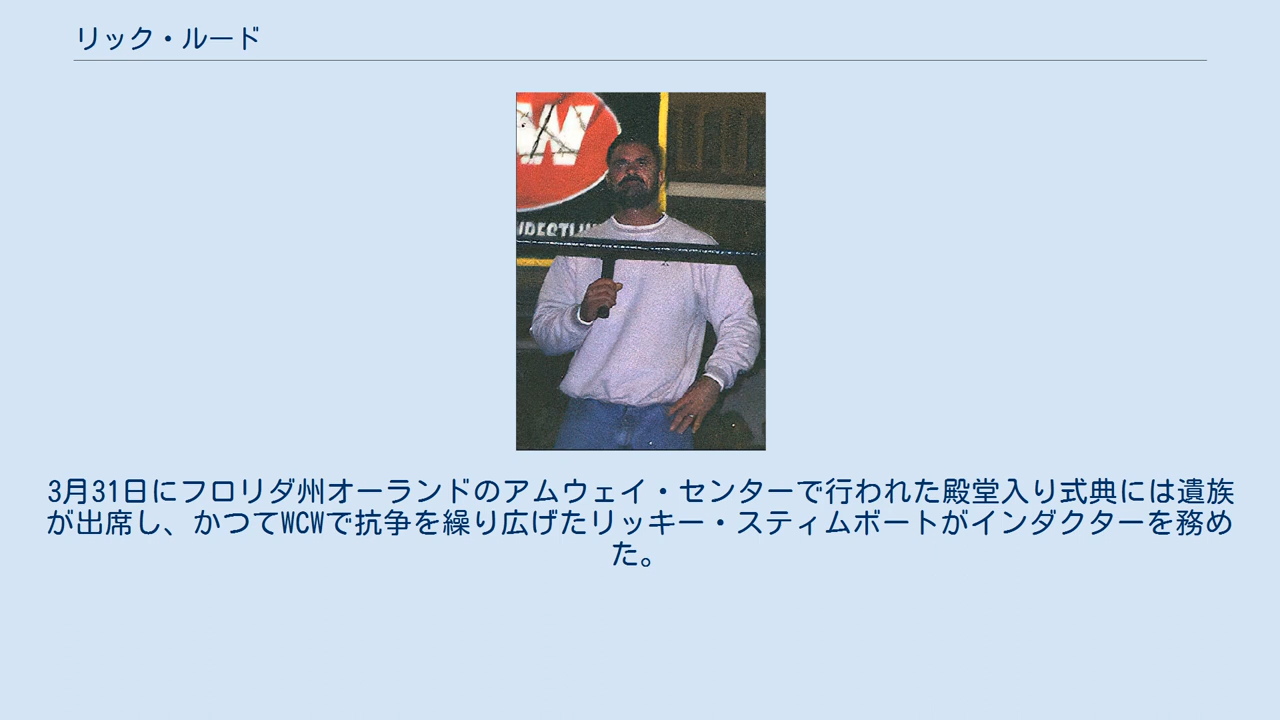 リック・ルード
W
WRESTLIN
3月31日にフロリダ州オーランドのアムウェイ・センターで行われた殿堂入り式典には遺族
が出席し、かつてWCWで抗争を繰り広げたリッキー・スティムボートがインダクターを務め
た。